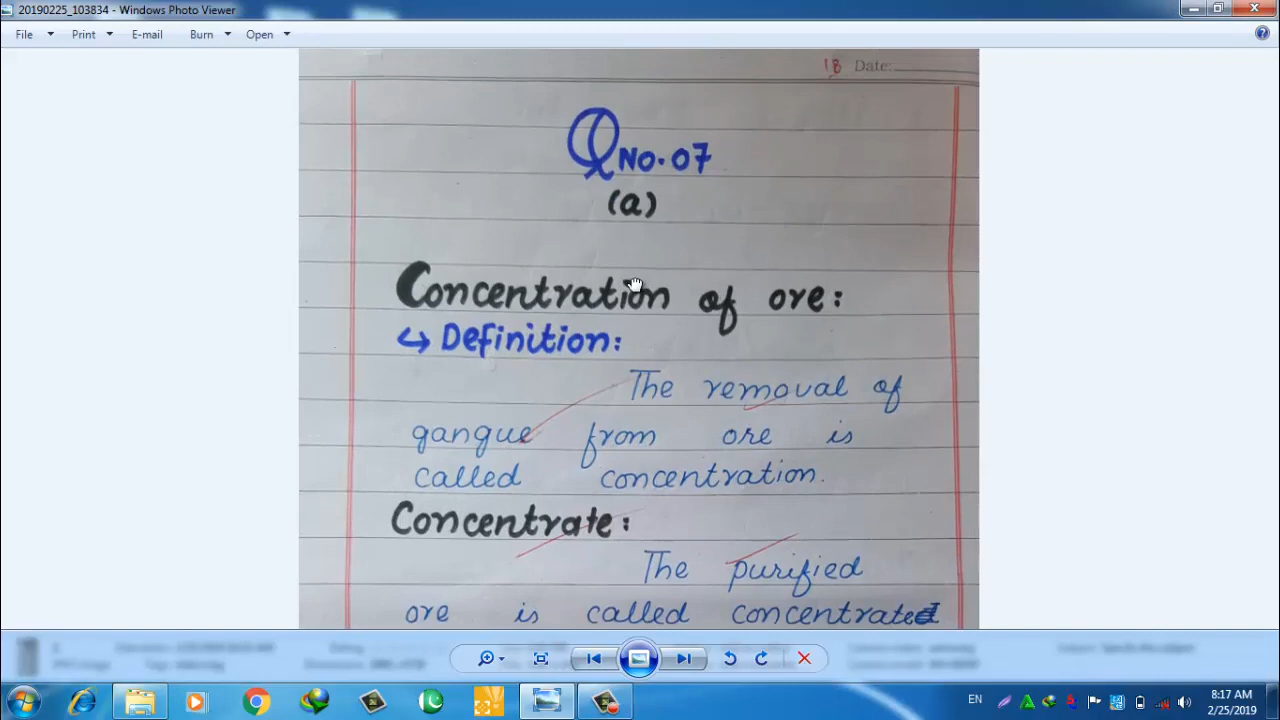 20190225_103834 - Windows Photo Viewer
File Print E-mail Burn Open
18 Date:
Q No. 07
(a)
Concentration of ore:
↪ Definition:
The removal of
gangue from ore is
called concentration.
Concentrate:
The purified
ore is called concentrated
EN
8:17 AM
2/25/2019